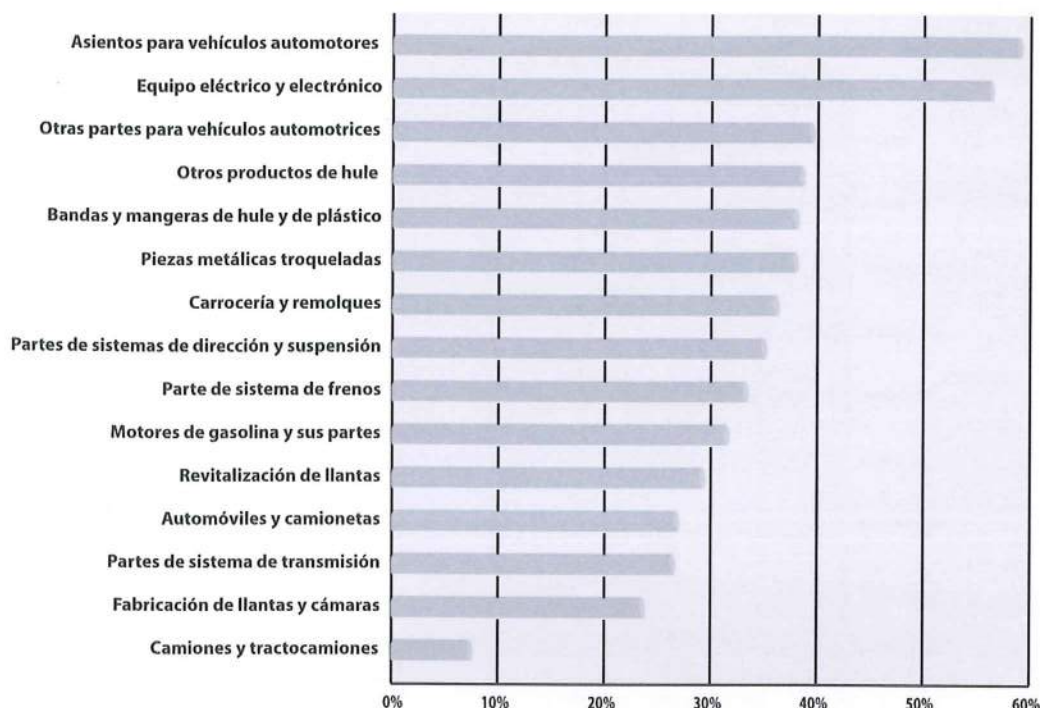 Asientos para vehículos automotores
Equipo eléctrico y electrónico
Otras partes para vehículos automotrices
Otros productos de hule
Bandas y mangeras de hule y de plástico
Piezas metálicas troqueladas
Carrocería y remolques
Partes de sistemas de dirección y suspensión
Parte de sistema de frenos
Motores de gasolina y sus partes
Revitalización de llantas
Automóviles y camionetas
Partes de sistema de transmisión
Fabricación de llantas y cámaras
Camiones y tractocamiones
0% 10% 20% 30% 40% 50% 60%